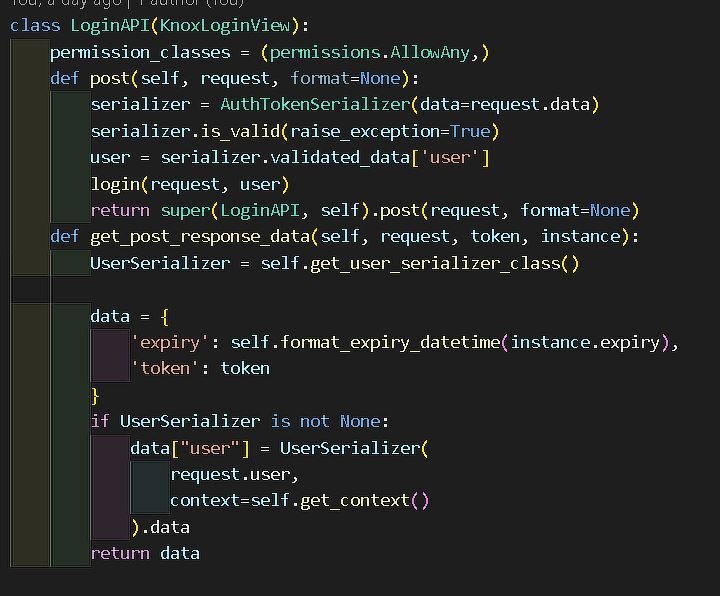 You, a day ago | 1 author (You)
class LoginAPI(KnoxLoginView):
    permission_classes = (permissions.AllowAny,)
    def post(self, request, format=None):
        serializer = AuthTokenSerializer(data=request.data)
        serializer.is_valid(raise_exception=True)
        user = serializer.validated_data['user']
        login(request, user)
        return super(LoginAPI, self).post(request, format=None)
    def get_post_response_data(self, request, token, instance):
        UserSerializer = self.get_user_serializer_class()

        data = {
            'expiry': self.format_expiry_datetime(instance.expiry),
            'token': token
        }
        if UserSerializer is not None:
            data["user"] = UserSerializer(
                request.user,
                context=self.get_context()
            ).data
        return data